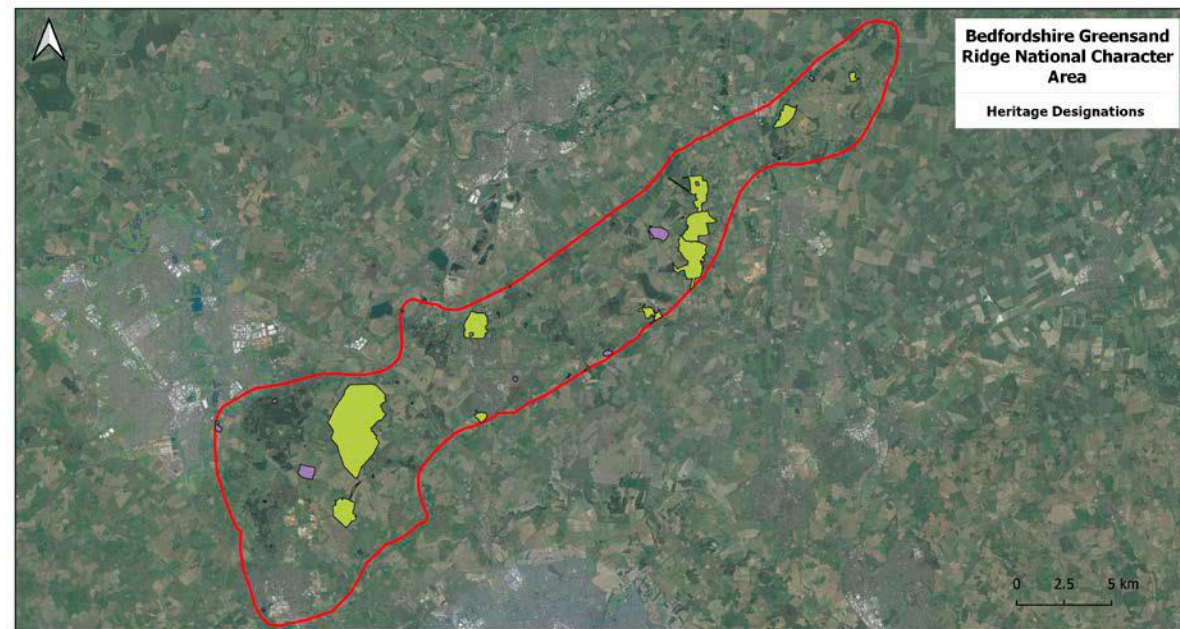 Bedfordshire Greensand
Ridge National Character
Area
Heritage Designations
0 2.5 5 km